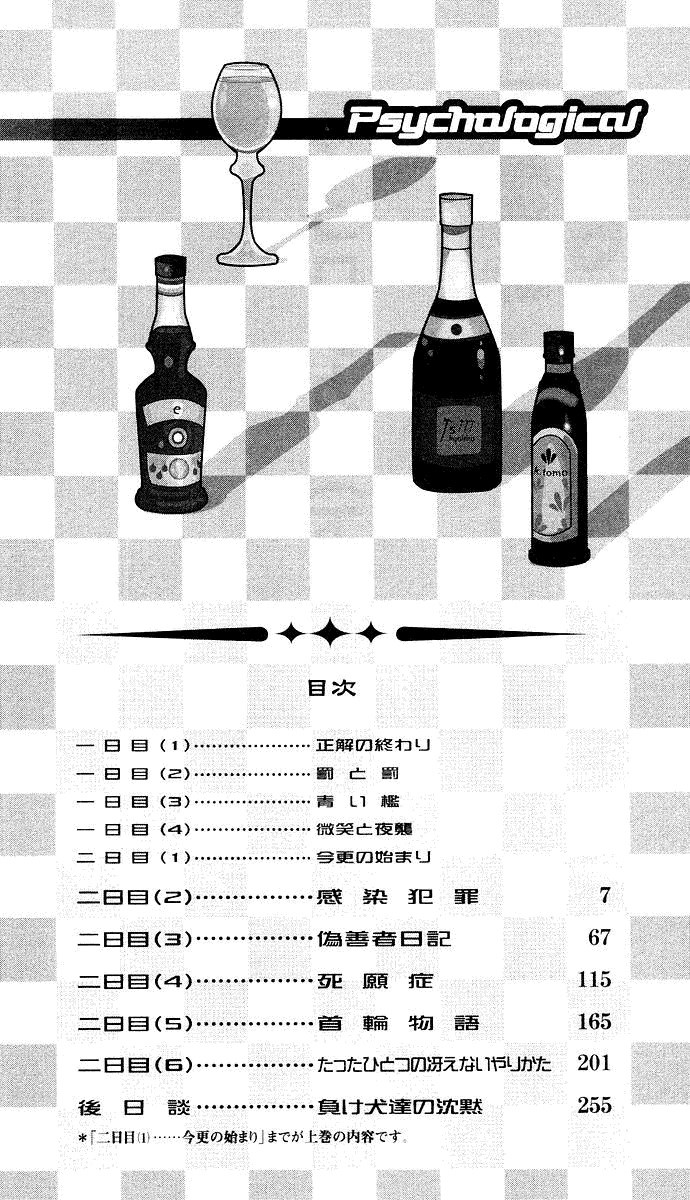 Psychological
e
k.tomo
目次
一日目(1)…………………正解の終わり
一日目(2)…………………罰と罰
一日目(3)…………………青い檻
一日目(4)…………………微笑と夜襲
二日目(1)…………………今更の始まり
二日目(2)………………感染犯罪 7
二日目(3)………………偽善者日記 67
二日目(4)………………死願症 115
二日目(5)………………首輪物語 165
二日目(6)………………たったひとつの冴えないやりかた 201
後日談………………負け犬達の沈黙 255
*「二日目(1)……今更の始まり」までが上巻の内容です。